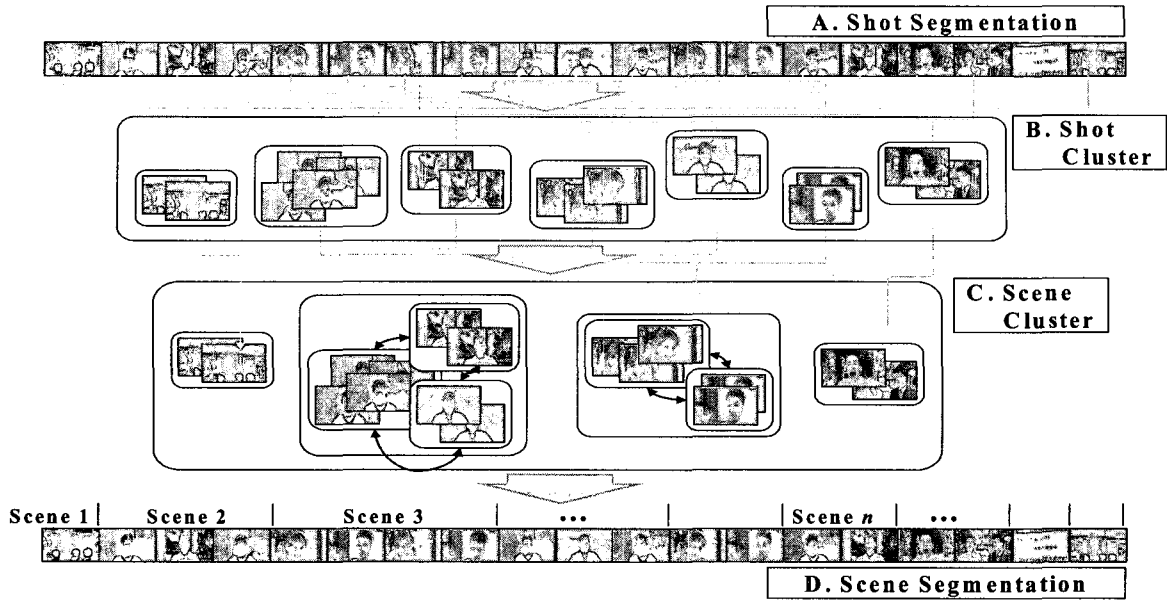 A. Shot Segmentation
B. Shot
Cluster
C. Scene
Cluster
Scene 1 Scene 2 Scene 3 ... Scene n ...
D. Scene Segmentation